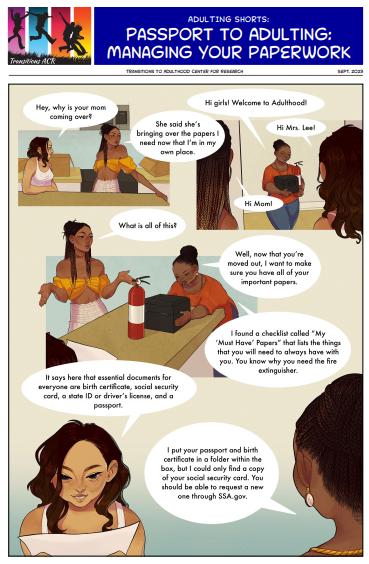 ADULTING SHORTS:
PASSPORT TO ADULTING:
MANAGING YOUR PAPERWORK
Transitions ACR
TRANSITIONS TO ADULTHOOD CENTER FOR RESEARCH
SEPT. 2023
Hey, why is your mom
coming over?
She said she's
bringing over the papers I
need now that I'm in my
own place.
Hi girls! Welcome to Adulthood!
Hi Mrs. Lee!
Hi Mom!
What is all of this?
Well, now that you're
moved out, I want to make
sure you have all of your
important papers.
I found a checklist called "My
'Must Have' Papers" that lists the
things that you will need to always have with
you. You know why you need the fire
extinguisher.
It says here that essential documents for
everyone are birth certificate, social security
card, a state ID or driver's license, and a
passport.
I put your passport and birth
certificate in a folder within the
box, but I could only find a copy
of your social security card. You
should be able to request a new
one through SSA.gov.